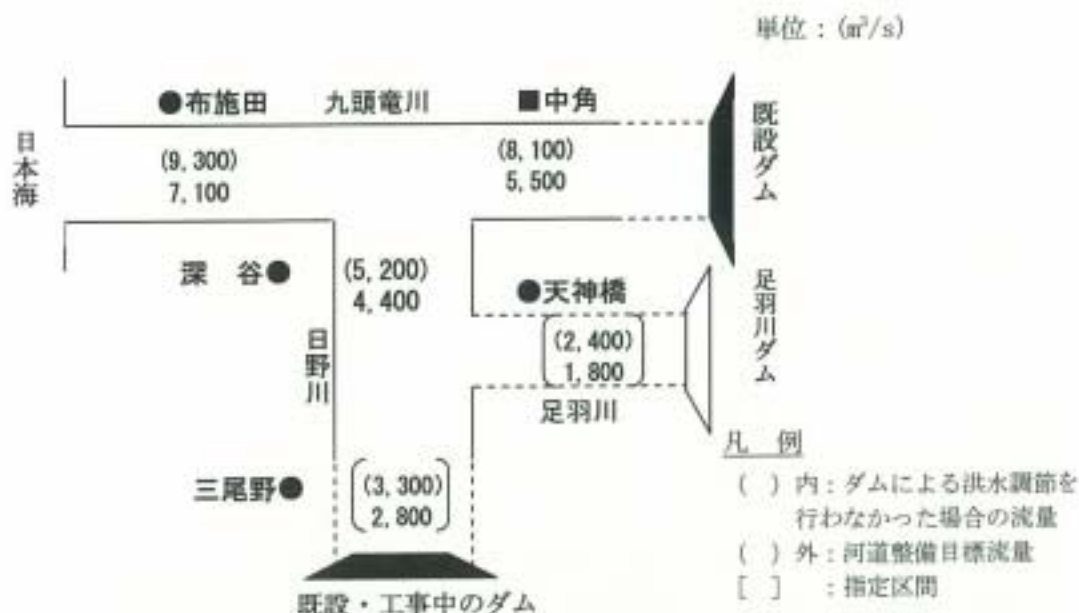 単位：(m³/s)
●布施田
九頭竜川
■中角
既設ダム
日本海
(9,300)
7,100
(8,100)
5,500
深　谷●
(5,200)
4,400
●天神橋
足羽川ダム
(2,400)
1,800
日野川
足羽川
凡　例
三尾野●
(3,300)
2,800
(　) 内：ダムによる洪水調節を
行わなかった場合の流量
(　) 外：河道整備目標流量
[　]　：指定区間
既設・工事中のダム